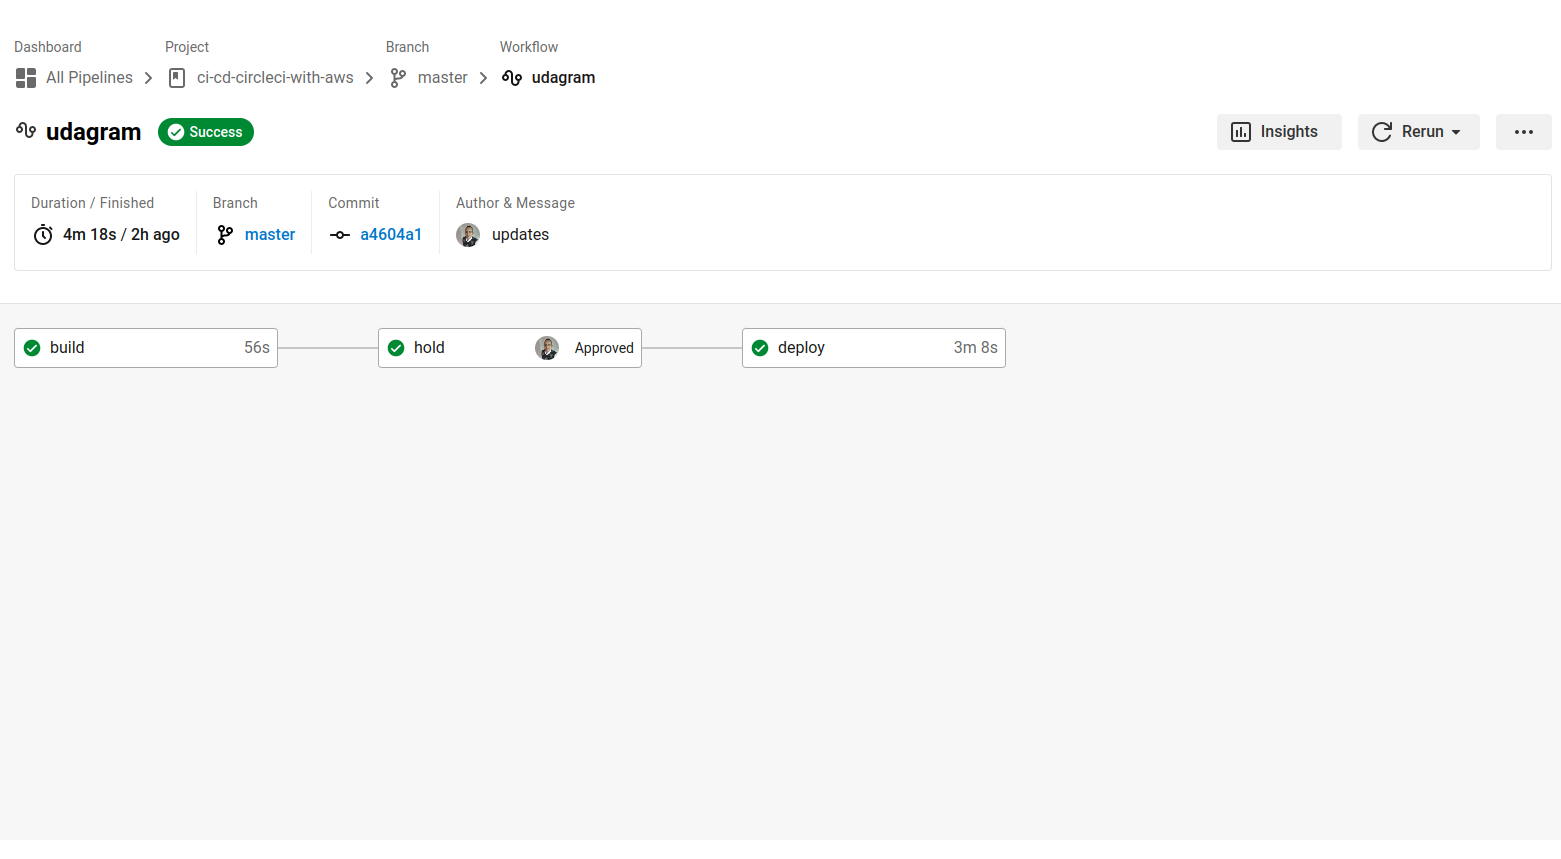 Dashboard Project Branch Workflow
All Pipelines ci-cd-circleci-with-aws master udagram
udagram Success Insights Rerun
Duration / Finished Branch Commit Author & Message
4m 18s / 2h ago master a4604a1 updates
build 56s hold Approved deploy 3m 8s